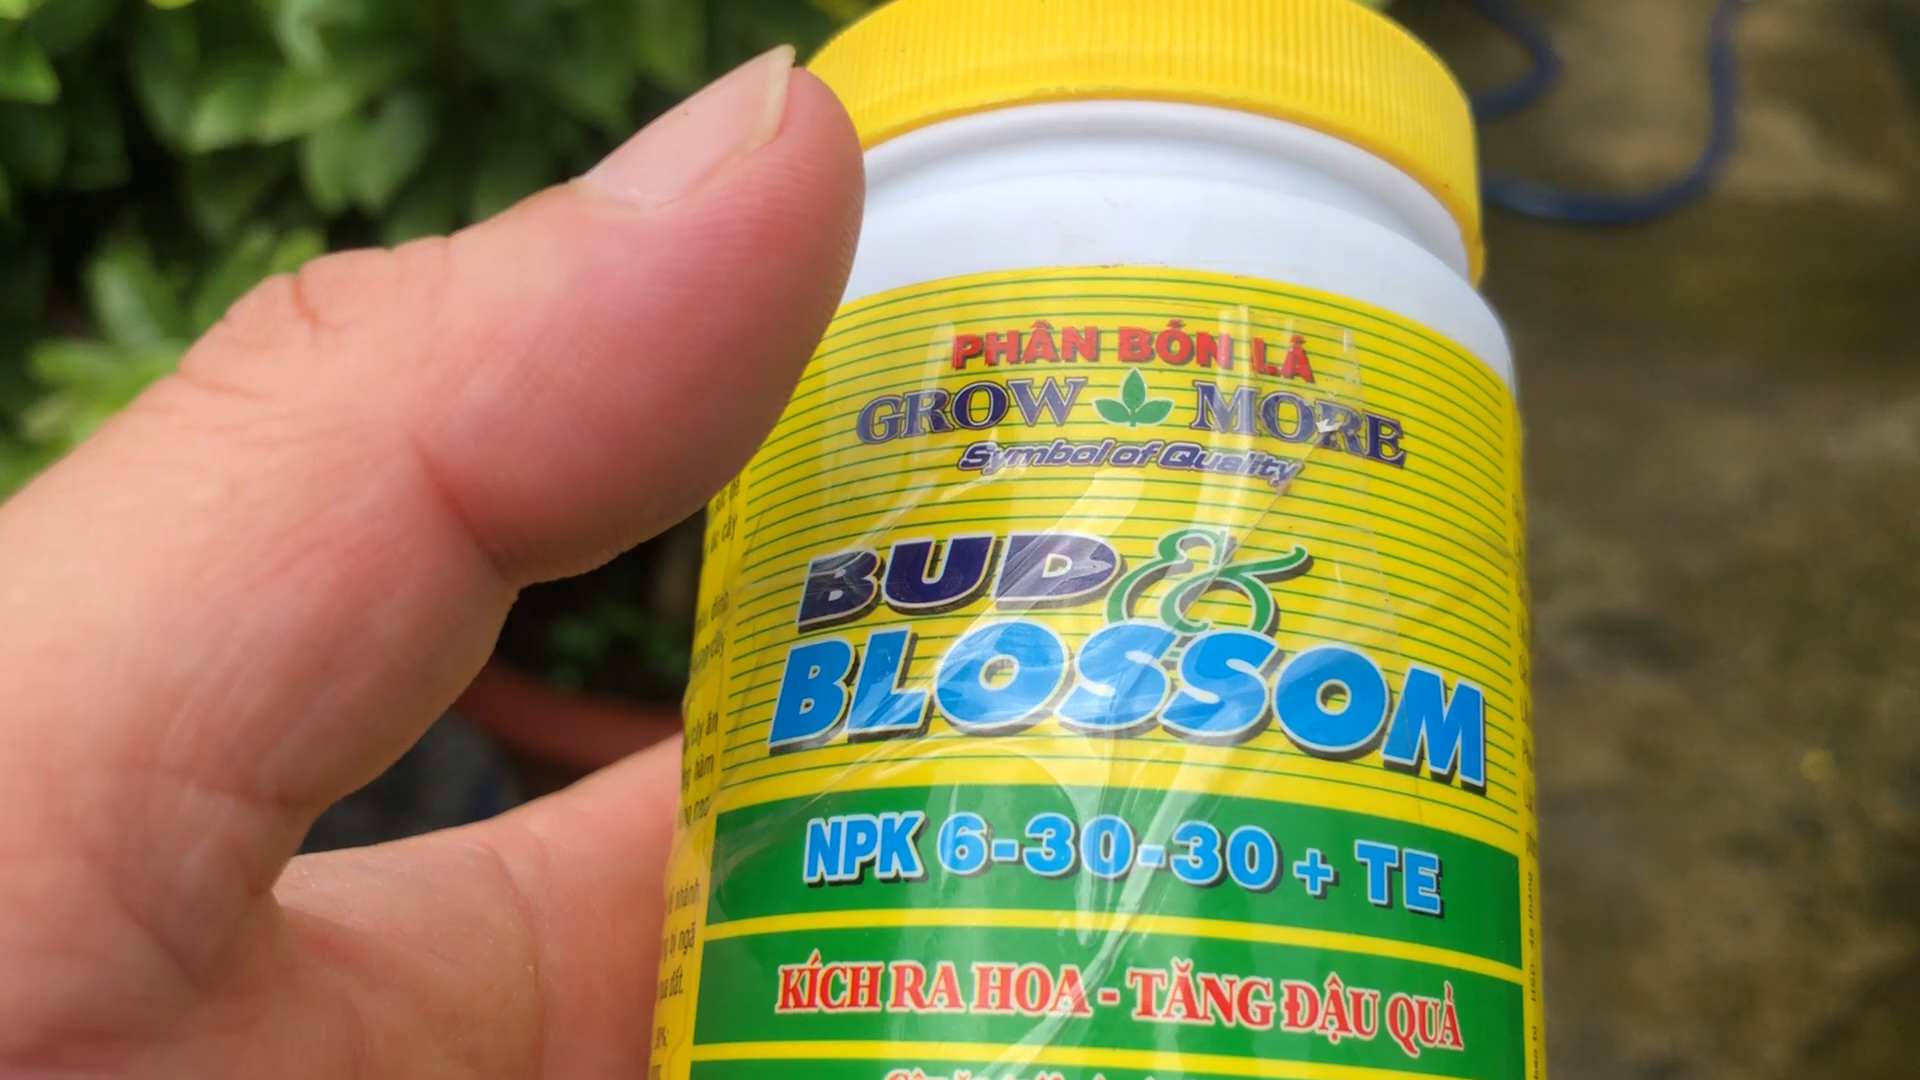 PHÂN BÓN LÁ
GROW MORE
Symbol of Quality
BUD &
BLOSSOM
NPK 6-30-30 + TE
KÍCH RA HOA - TĂNG ĐẬU QUẢ